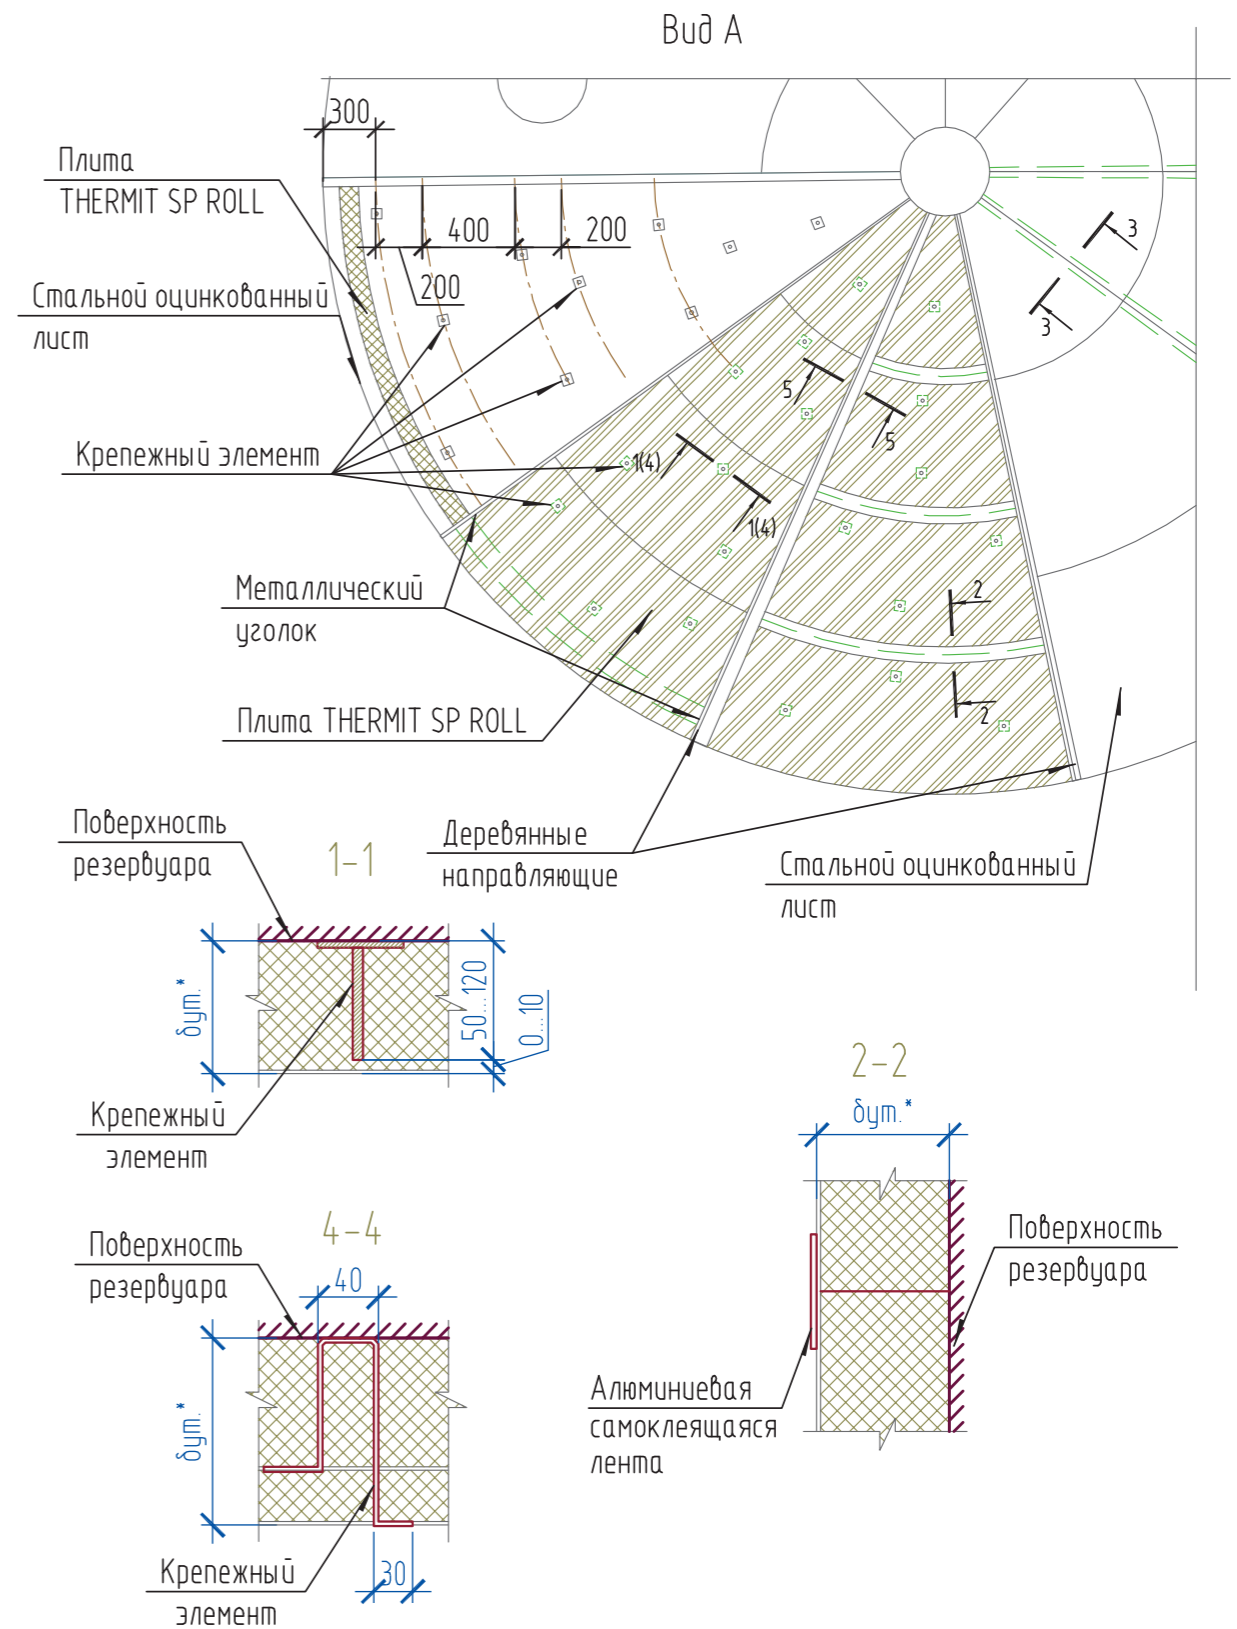 Вид А
300
Плита
THERMIT SP ROLL
400
200
200
Стальной оцинкованный
лист
3
3
5
5
Крепежный элемент
1(4)
1(4)
Металлический
уголок
2
2
Плита THERMIT SP ROLL
Поверхность
резервуара
1-1
Деревянные
направляющие
Стальной оцинкованный
лист
δут.*
50...120
0...10
Крепежный
элемент
2-2
δут.*
Поверхность
резервуара
4-4
Поверхность
резервуара
40
δут.*
Алюминиевая
самоклеящаяся
лента
Крепежный
элемент
30